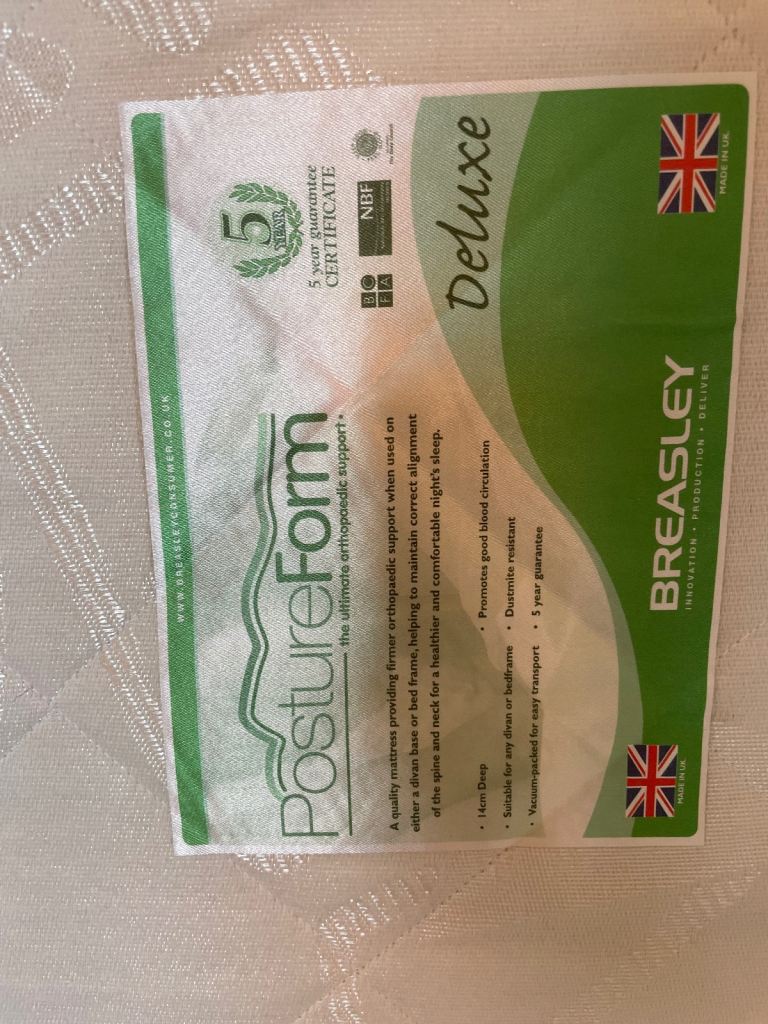 WWW.BREASLEYCONSUMER.CO.UK
PostureForm
the ultimate orthopaedic support
5
YEAR
5 year guarantee
CERTIFICATE
BOFA
NBF
A quality mattress providing firmer orthopaedic support when used on
either a divan base or bed frame, helping to maintain correct alignment
of the spine and neck for a healthier and comfortable night's sleep.
• 14cm Deep
• Promotes good blood circulation
• Suitable for any divan or bedframe
• Dustmite resistant
• Vacuum-packed for easy transport
• 5 year guarantee
Deluxe
MADE IN UK
BREASLEY
INNOVATION • PRODUCTION • DELIVER
MADE IN UK